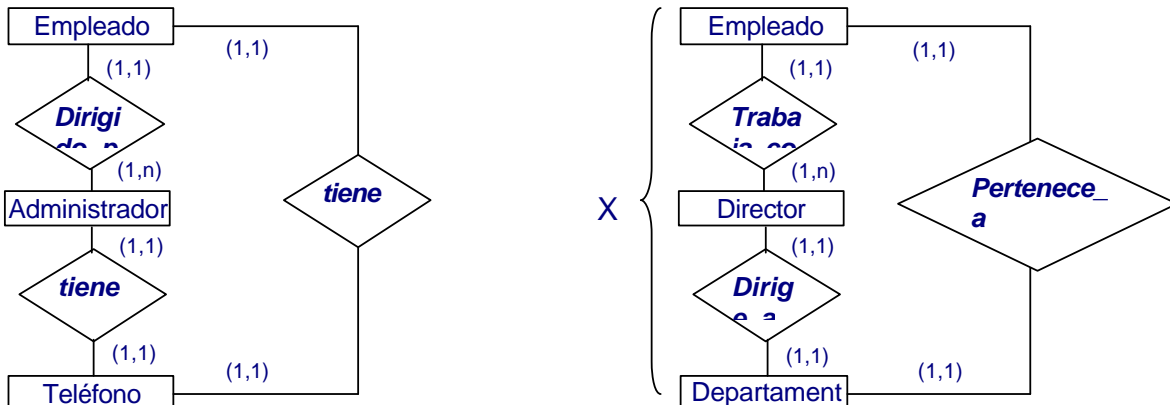 Empleado
(1,1)
(1,1)
Dirigi
(1,n)
Administrador
tiene
(1,1)
tiene
(1,1)
(1,1)
Teléfono
X
Empleado
(1,1)
(1,1)
Traba
(1,n)
Director
Pertenece_
a
(1,1)
Dirig
(1,1)
(1,1)
Departament